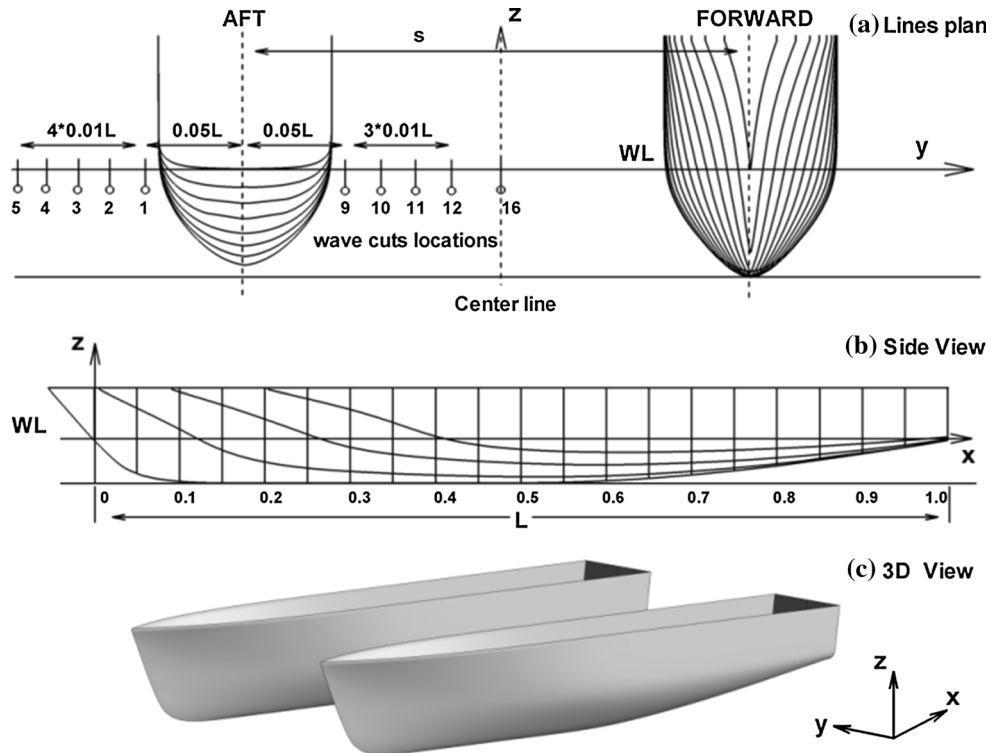 AFT
z
FORWARD
(a) Lines plan
s
4*0.01L
0.05L
0.05L
3*0.01L
WL
y
5 4 3 2 1 9 10 11 12 16
wave cuts locations
Center line
z
(b) Side View
WL
x
0 0.1 0.2 0.3 0.4 0.5 0.6 0.7 0.8 0.9 1.0
L
(c) 3D View
z
x
y